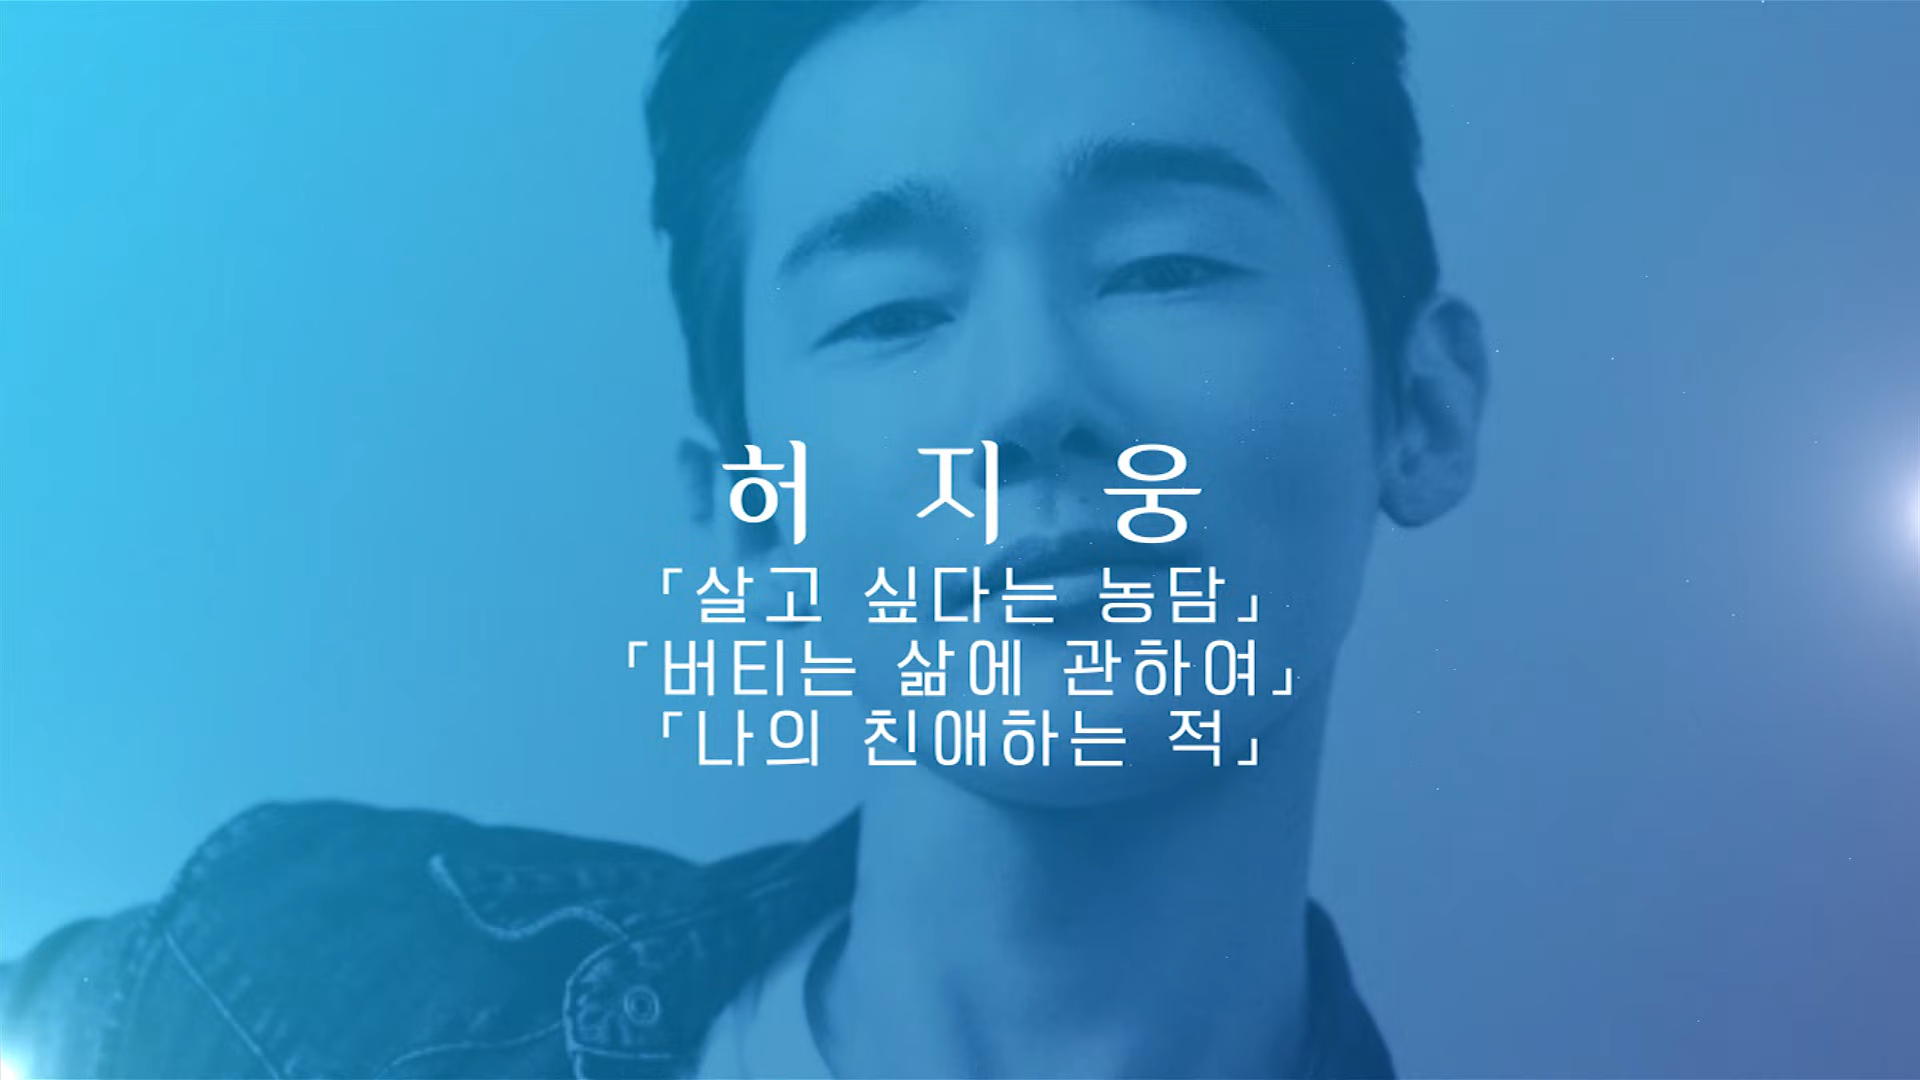 허 지 웅
「살고 싶다는 농담」
「버티는 삶에 관하여」
「나의 친애하는 적」